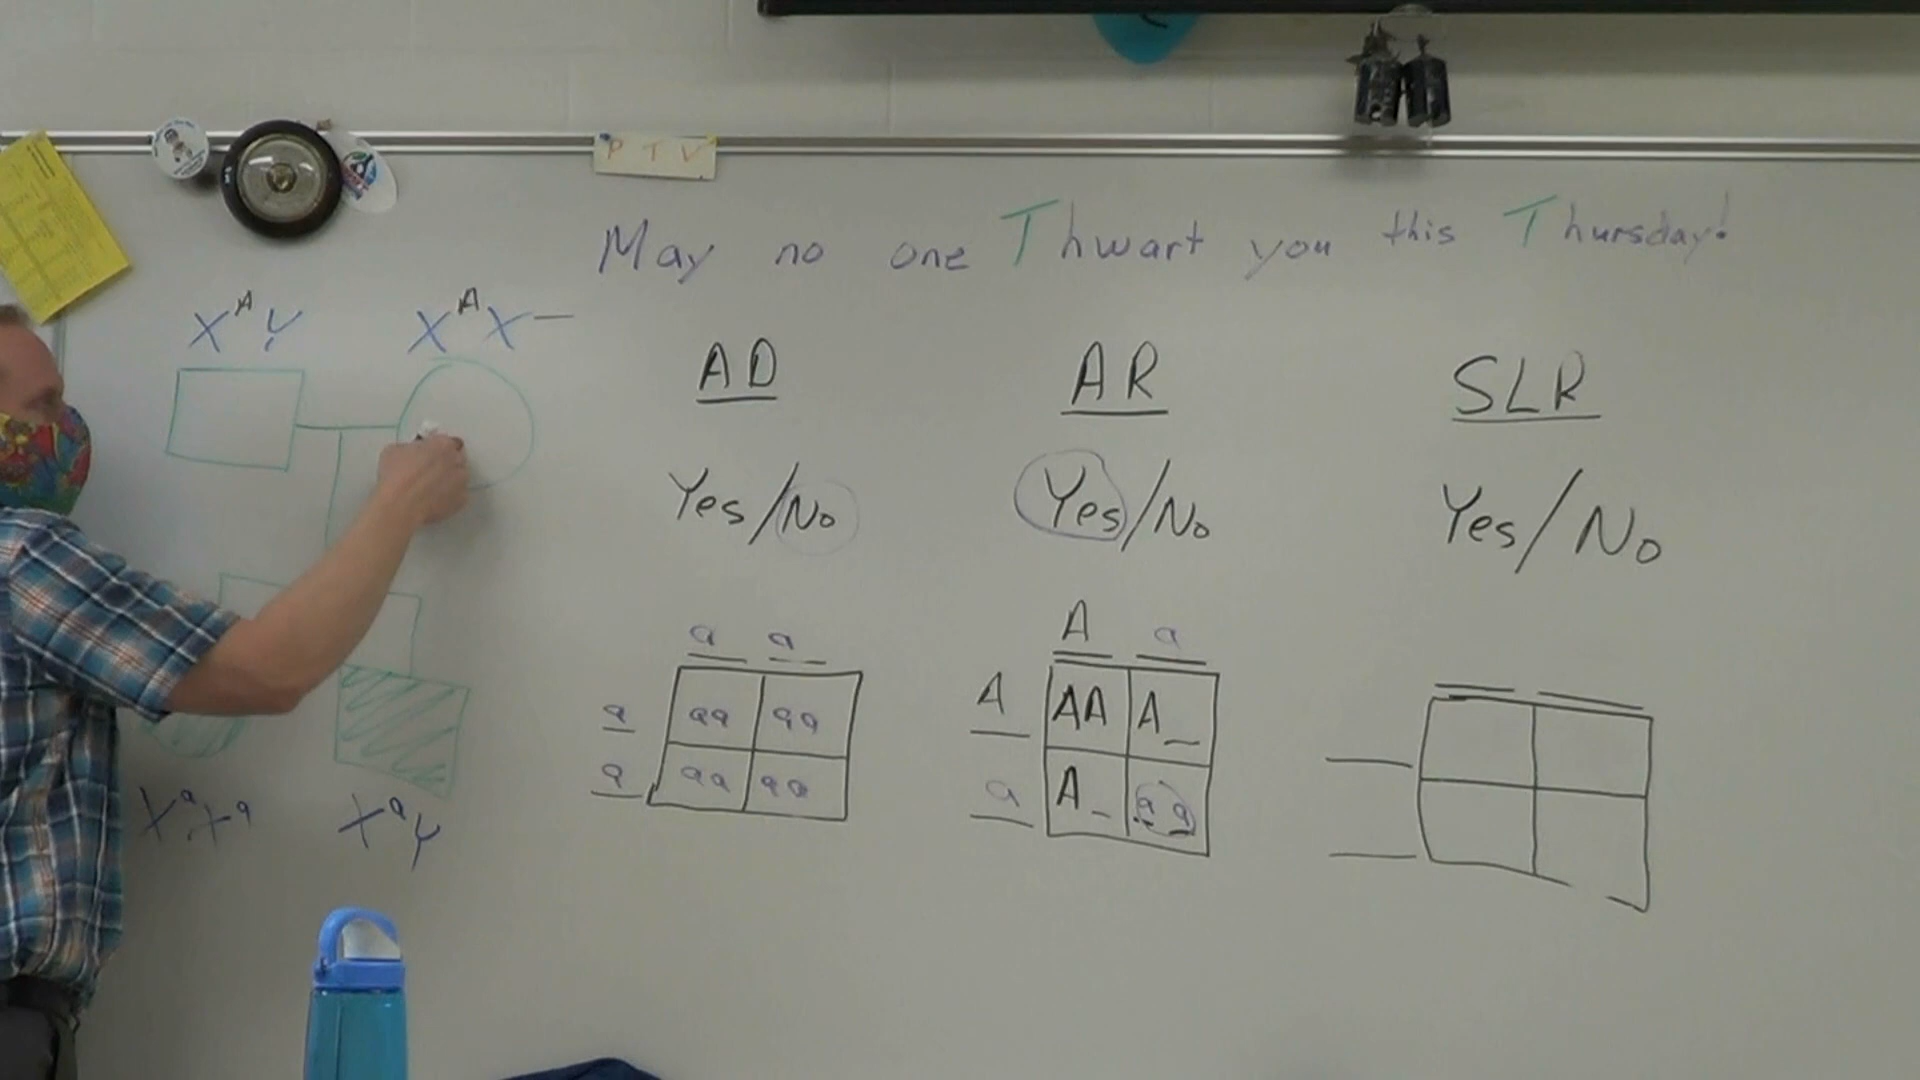 P T V
May no one Thwart you this Thursday!
X^A Y X^A X^—
AD AR SLR
Yes/No Yes/No Yes/No
a a A a
a aa aa A AA A_
a aa aa a A_ aa
X^a X^a X^a Y